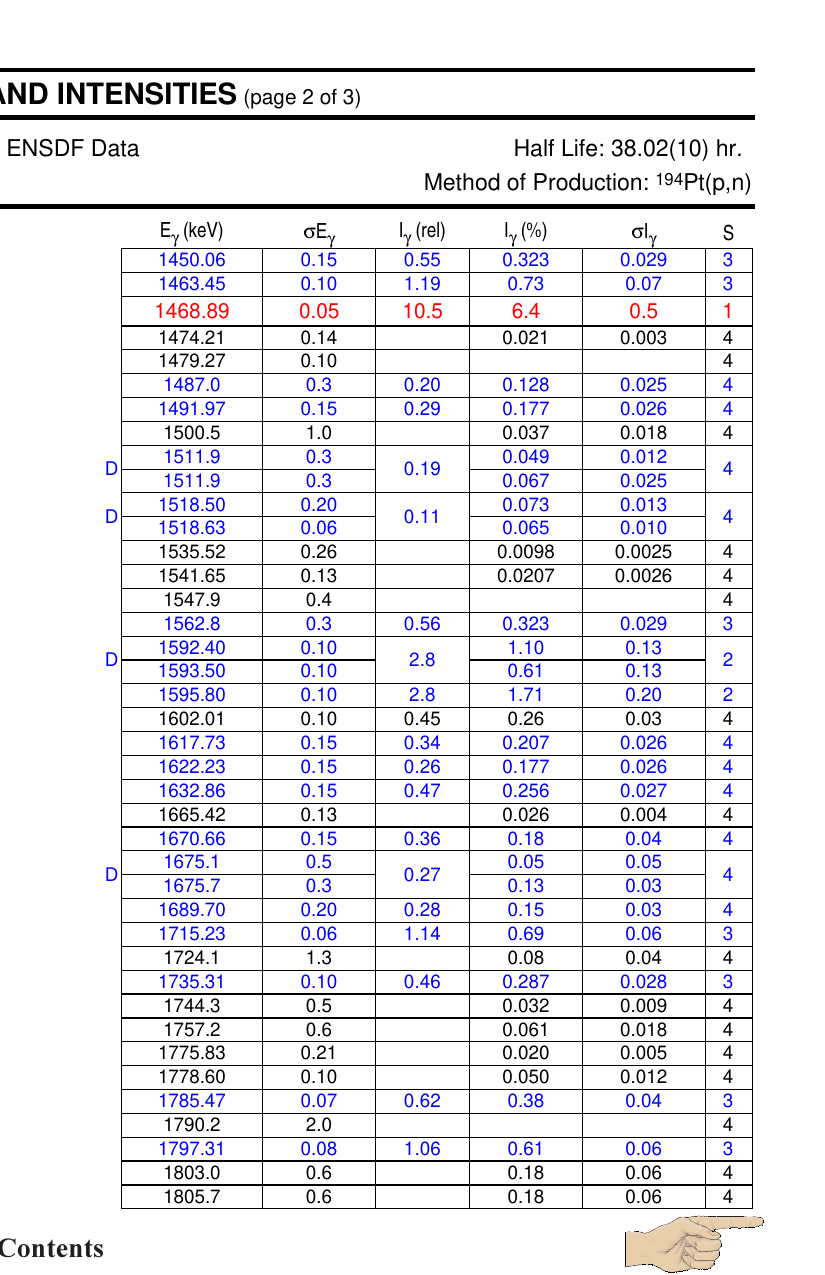 AND INTENSITIES (page 2 of 3)
ENSDF Data Half Life: 38.02(10) hr.
Method of Production: 194Pt(p,n)
Eγ (keV) σEγ Iγ (rel) Iγ (%) σIγ S
1450.06 0.15 0.55 0.323 0.029 3
1463.45 0.10 1.19 0.73 0.07 3
1468.89 0.05 10.5 6.4 0.5 1
1474.21 0.14 0.021 0.003 4
1479.27 0.10 4
1487.0 0.3 0.20 0.128 0.025 4
1491.97 0.15 0.29 0.177 0.026 4
1500.5 1.0 0.037 0.018 4
1511.9 0.3 0.049 0.012
D 0.19 4
1511.9 0.3 0.067 0.025
1518.50 0.20 0.073 0.013
D 0.11 4
1518.63 0.06 0.065 0.010
1535.52 0.26 0.0098 0.0025 4
1541.65 0.13 0.0207 0.0026 4
1547.9 0.4 4
1562.8 0.3 0.56 0.323 0.029 3
1592.40 0.10 1.10 0.13
D 2.8 2
1593.50 0.10 0.61 0.13
1595.80 0.10 2.8 1.71 0.20 2
1602.01 0.10 0.45 0.26 0.03 4
1617.73 0.15 0.34 0.207 0.026 4
1622.23 0.15 0.26 0.177 0.026 4
1632.86 0.15 0.47 0.256 0.027 4
1665.42 0.13 0.026 0.004 4
1670.66 0.15 0.36 0.18 0.04 4
1675.1 0.5 0.05 0.05
D 0.27 4
1675.7 0.3 0.13 0.03
1689.70 0.20 0.28 0.15 0.03 4
1715.23 0.06 1.14 0.69 0.06 3
1724.1 1.3 0.08 0.04 4
1735.31 0.10 0.46 0.287 0.028 3
1744.3 0.5 0.032 0.009 4
1757.2 0.6 0.061 0.018 4
1775.83 0.21 0.020 0.005 4
1778.60 0.10 0.050 0.012 4
1785.47 0.07 0.62 0.38 0.04 3
1790.2 2.0 4
1797.31 0.08 1.06 0.61 0.06 3
1803.0 0.6 0.18 0.06 4
1805.7 0.6 0.18 0.06 4
Contents